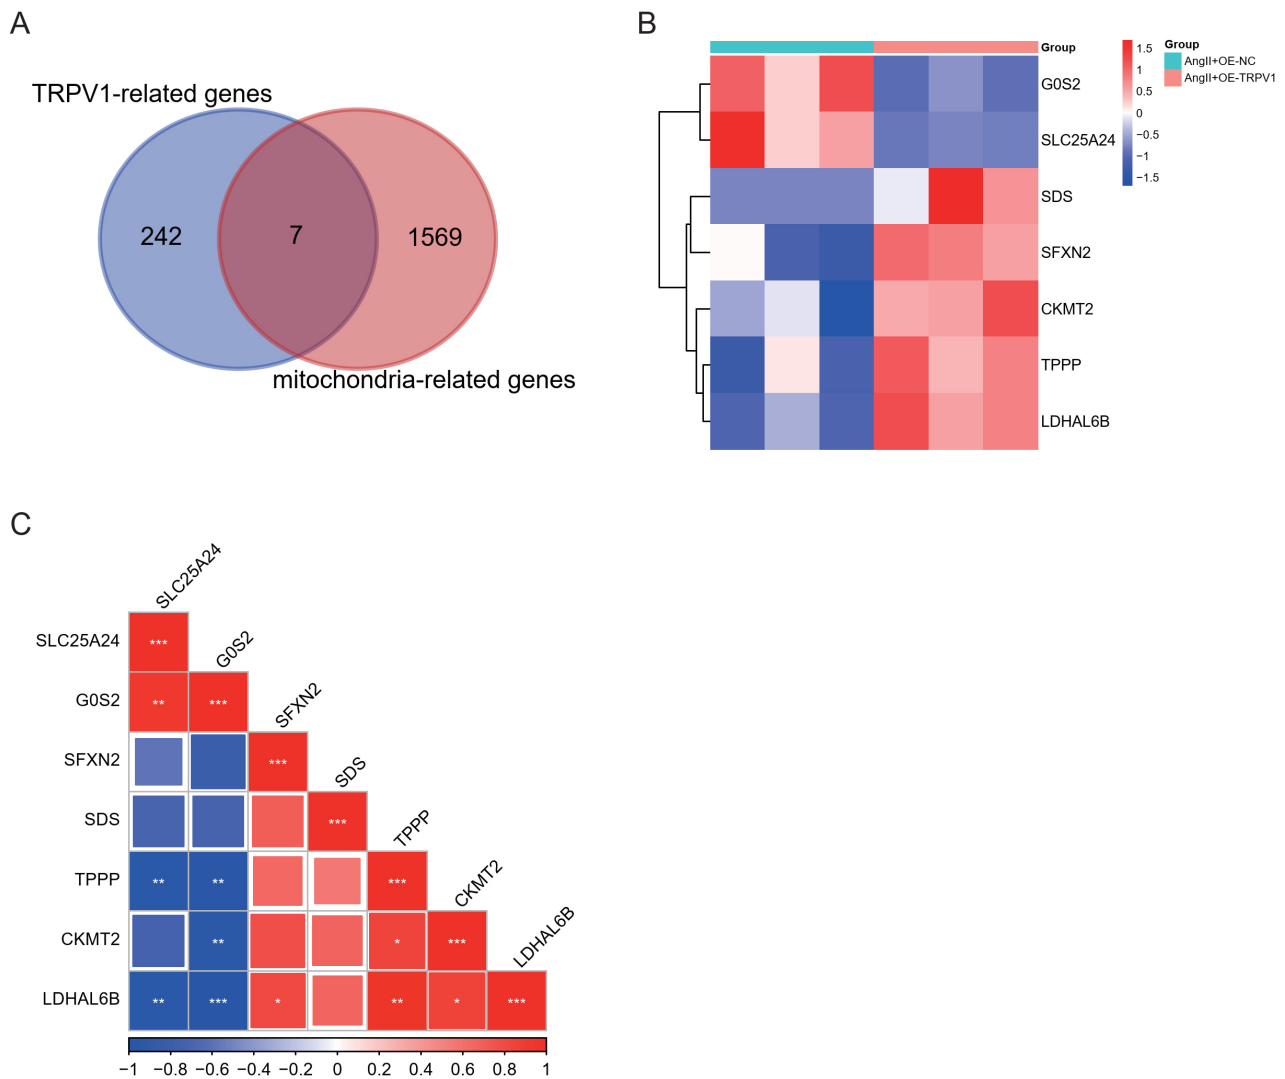 A
TRPV1-related genes
242
7
1569
mitochondria-related genes
B
Group
G0S2
SLC25A24
SDS
SFXN2
CKMT2
TPPP
LDHAL6B
1.5
1
0.5
0
−0.5
−1
−1.5
Group
AngII+OE-NC
AngII+OE-TRPV1
C
SLC25A24
G0S2
SFXN2
SDS
TPPP
CKMT2
LDHAL6B
SLC25A24 ***
G0S2 ** ***
SFXN2 ***
SDS ***
TPPP ** ** ***
CKMT2 ** * ***
LDHAL6B ** *** * ** * ***
−1 −0.8 −0.6 −0.4 −0.2 0 0.2 0.4 0.6 0.8 1